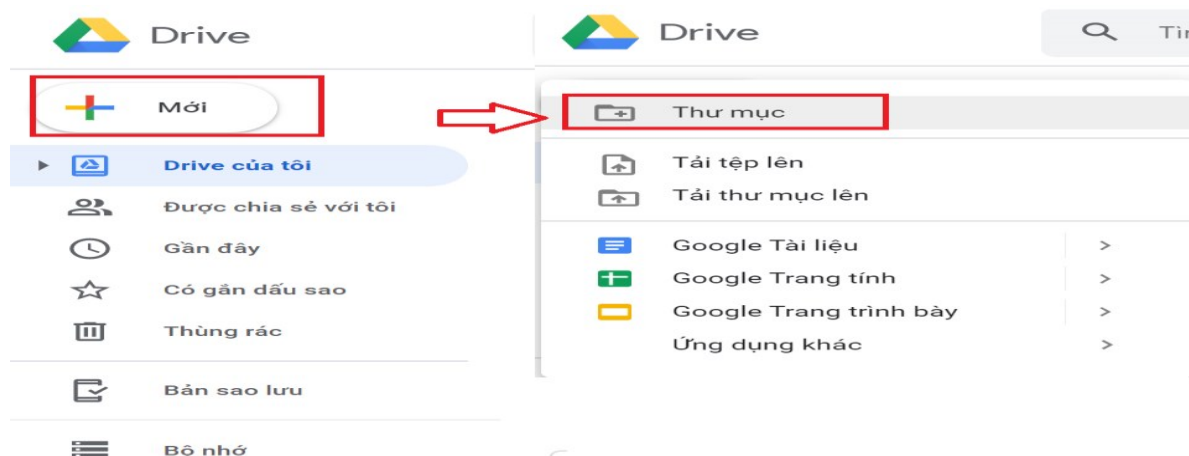 Drive
Mới
Drive của tôi
Được chia sẻ với tôi
Gần đây
Có gắn dấu sao
Thùng rác
Bản sao lưu
Bộ nhớ
Drive
Thư mục
Tải tệp lên
Tải thư mục lên
Google Tài liệu
Google Trang tính
Google Trang trình bày
Ứng dụng khác